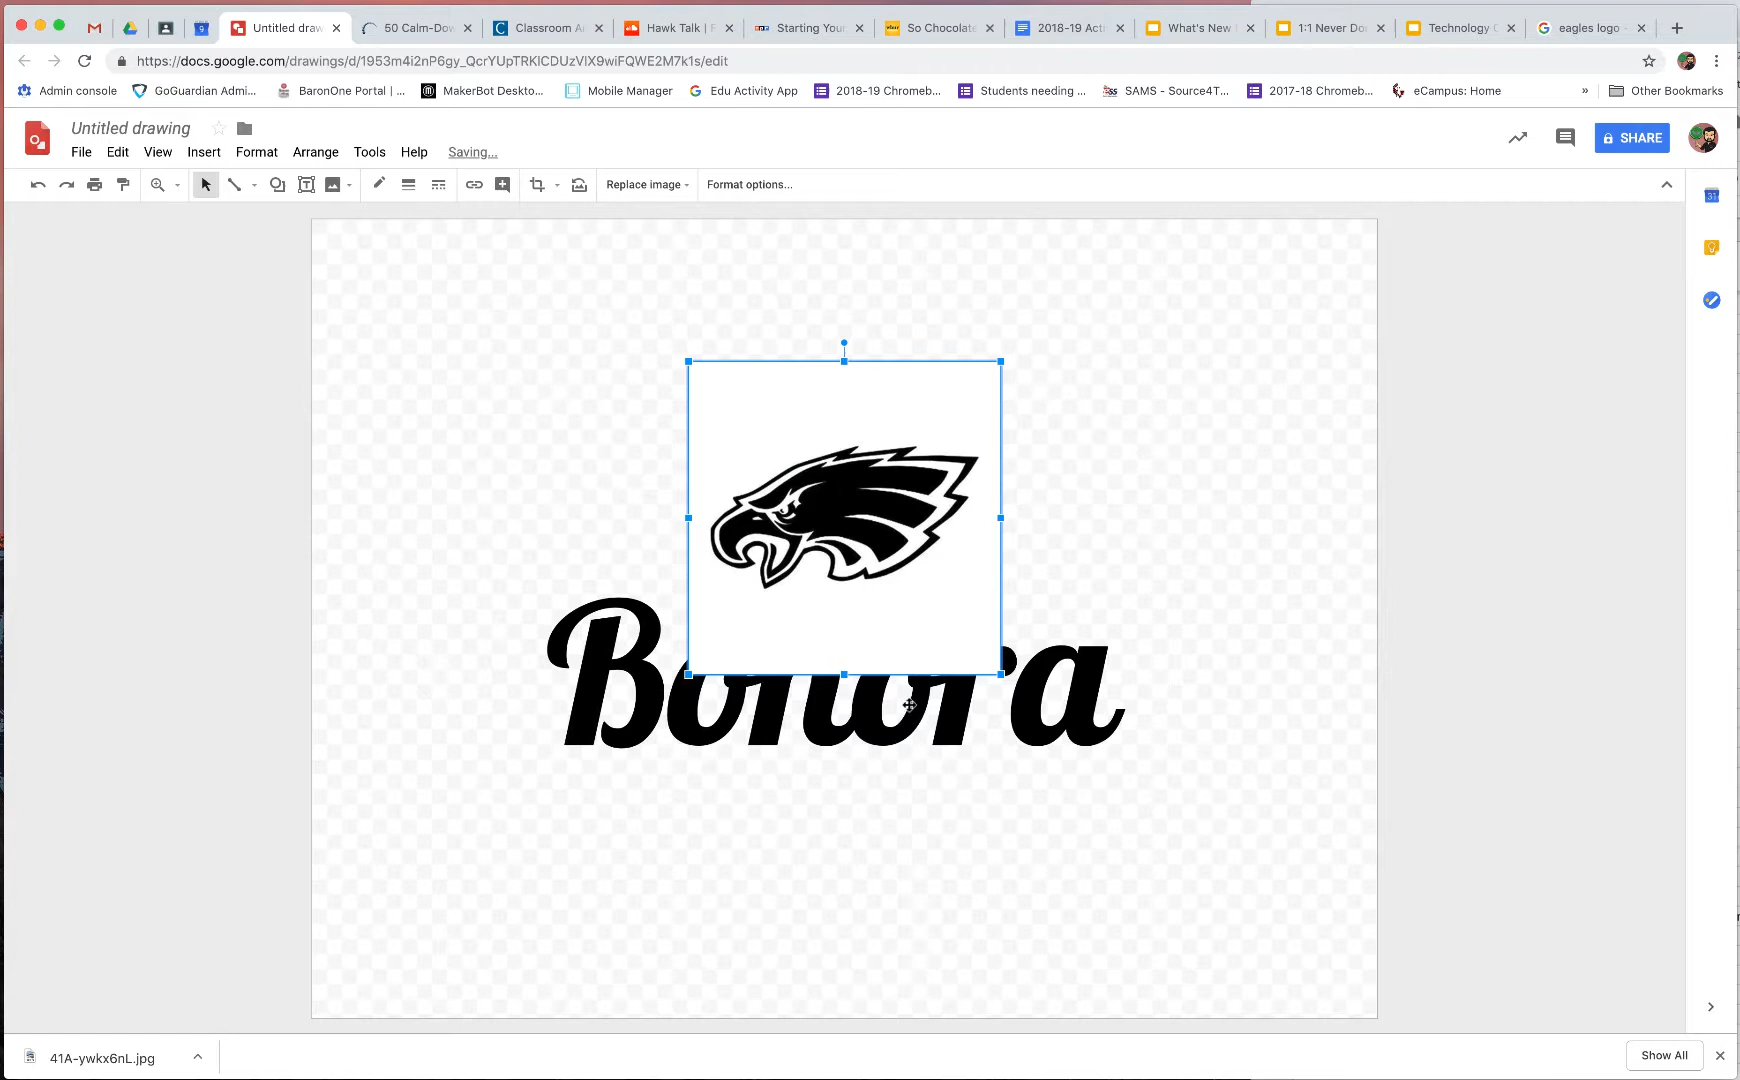 Untitled draw
50 Calm-Dow
Classroom A
Hawk Talk | F
Starting Your
So Chocolate
2018-19 Acti
What's New
1:1 Never Do
Technology C
eagles logo -
https://docs.google.com/drawings/d/1953m4i2nP6gy_QcrYUpTRKlCDUzVlX9wiFQWE2M7k1s/edit
Admin console
GoGuardian Admi...
BaronOne Portal | ...
MakerBot Deskto...
Mobile Manager
Edu Activity App
2018-19 Chromeb...
Students needing ...
SAMS - Source4T...
2017-18 Chromeb...
eCampus: Home
»
Other Bookmarks
Untitled drawing
File Edit View Insert Format Arrange Tools Help Saving...
SHARE
Replace image
Format options...
31
Bonora
41A-ywkx6nL.jpg
Show All